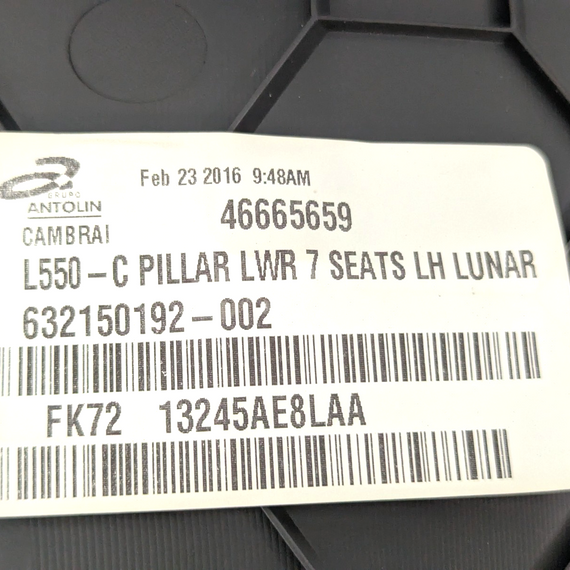 Feb 23 2016 9:48AM
GRUPO
ANTOLIN
46665659
CAMBRAI
L550-C PILLAR LWR 7 SEATS LH LUNAR
632150192-002
FK72 13245AE8LAA